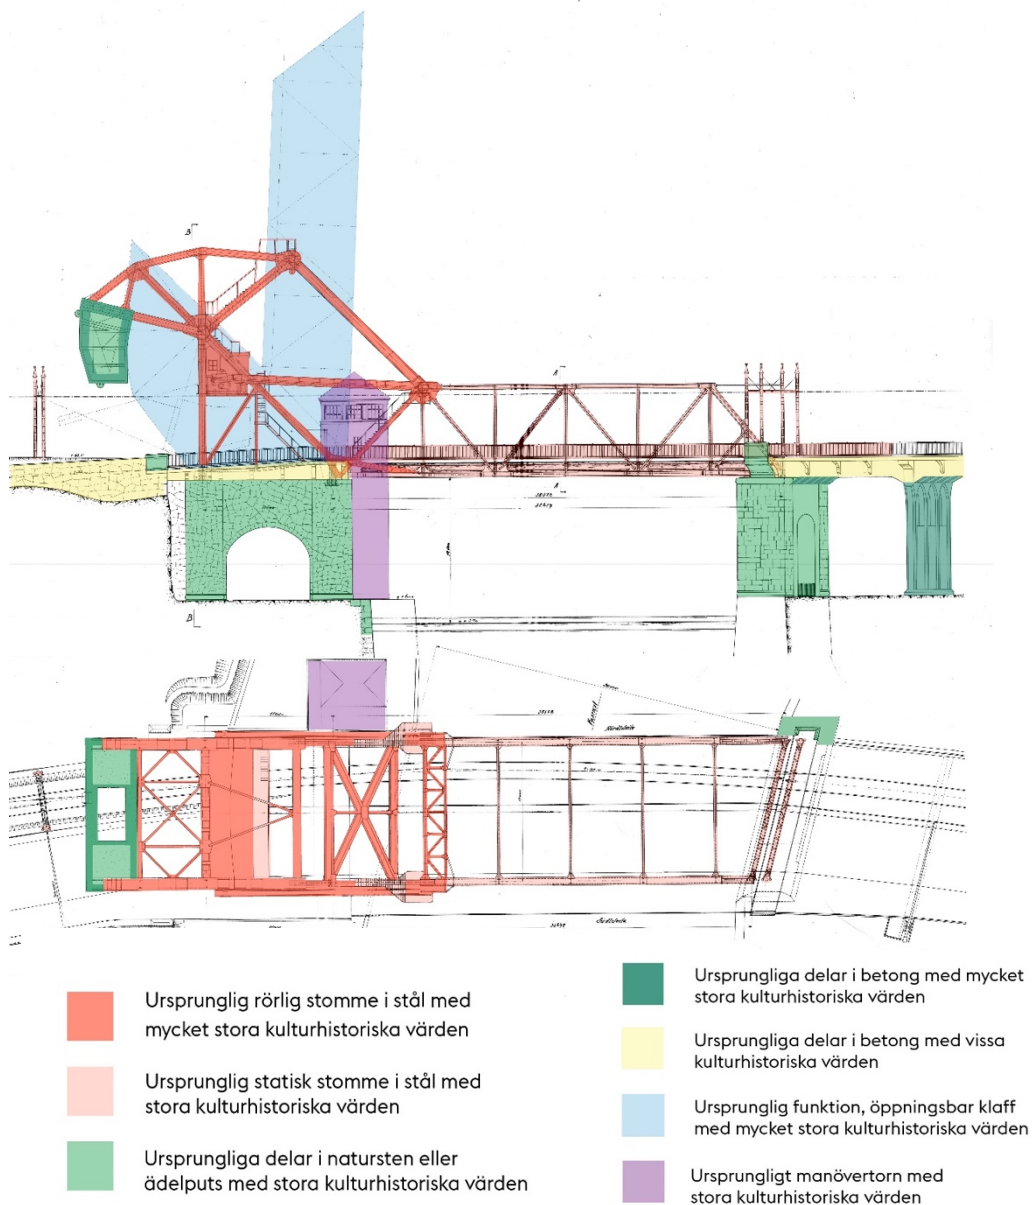 B
A
A
B
Ursprunglig rörlig stomme i stål med
mycket stora kulturhistoriska värden
Ursprunglig statisk stomme i stål med
stora kulturhistoriska värden
Ursprungliga delar i natursten eller
ädelputs med stora kulturhistoriska värden
Ursprungliga delar i betong med mycket
stora kulturhistoriska värden
Ursprungliga delar i betong med vissa
kulturhistoriska värden
Ursprunglig funktion, öppningsbar klaff
med mycket stora kulturhistoriska värden
Ursprungligt manövertorn med
stora kulturhistoriska värden